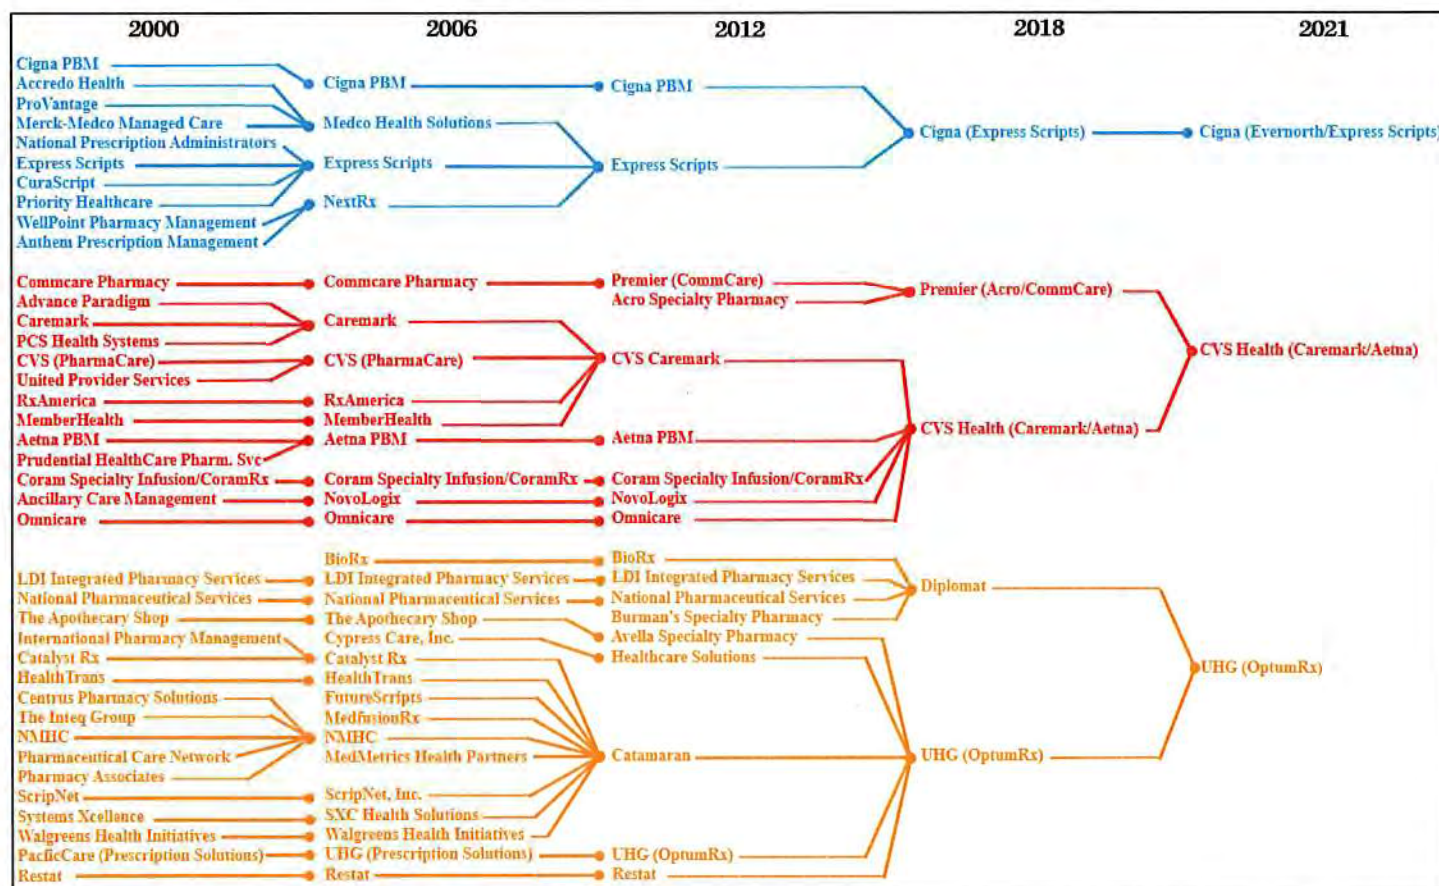 2000 2006 2012 2018 2021
Cigna PBM
Accredo Health
ProVantage
Merck-Medco Managed Care
National Prescription Administrators
Express Scripts
CuraScript
Priority Healthcare
WellPoint Pharmacy Management
Anthem Prescription Management
Cigna PBM
Medco Health Solutions
Express Scripts
NextRx
Cigna PBM
Express Scripts
Cigna (Express Scripts)
Cigna (Evernorth/Express Scripts)
Commcare Pharmacy
Advance Paradigm
Caremark
PCS Health Systems
CVS (PharmaCare)
United Provider Services
RxAmerica
MemberHealth
Aetna PBM
Prudential HealthCare Pharm. Svc
Coram Specialty Infusion/CoramRx
Ancillary Care Management
Omnicare
Commcare Pharmacy
Caremark
CVS (PharmaCare)
RxAmerica
MemberHealth
Aetna PBM
Coram Specialty Infusion/CoramRx
NovoLogix
Omnicare
Premier (CommCare)
Acro Specialty Pharmacy
CVS Caremark
Aetna PBM
Coram Specialty Infusion/CoramRx
NovoLogix
Omnicare
Premier (Acro/CommCare)
CVS Health (Caremark/Aetna)
CVS Health (Caremark/Aetna)
LDI Integrated Pharmacy Services
National Pharmaceutical Services
The Apothecary Shop
International Pharmacy Management
Catalyst Rx
HealthTrans
Centrus Pharmacy Solutions
The Inteq Group
NMHC
Pharmaceutical Care Network
Pharmacy Associates
ScripNet
Systems Xcellence
Walgreens Health Initiatives
PacficCare (Prescription Solutions)
Restat
BioRx
LDI Integrated Pharmacy Services
National Pharmaceutical Services
The Apothecary Shop
Cypress Care, Inc.
Catalyst Rx
HealthTrans
FutureScripts
MedfusionRx
NMHC
MedMetrics Health Partners
ScripNet, Inc.
SXC Health Solutions
Walgreens Health Initiatives
UHG (Prescription Solutions)
Restat
BioRx
LDI Integrated Pharmacy Services
National Pharmaceutical Services
Burman's Specialty Pharmacy
Avella Specialty Pharmacy
Healthcare Solutions
Catamaran
UHG (OptumRx)
Restat
Diplomat
UHG (OptumRx)
UHG (OptumRx)